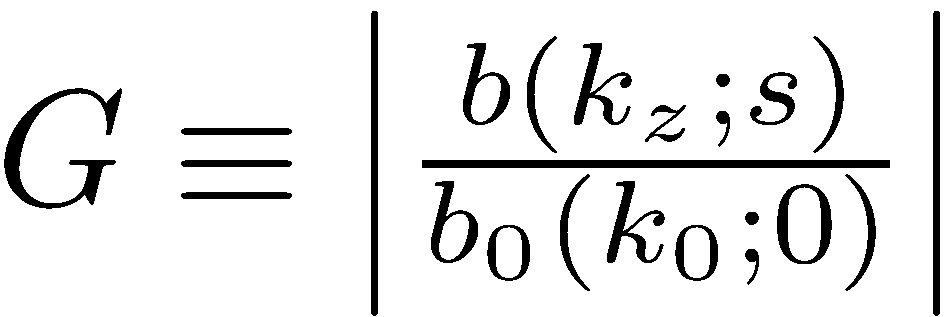 G ≡ | b(k_z;s) / b_0(k_0;0) |